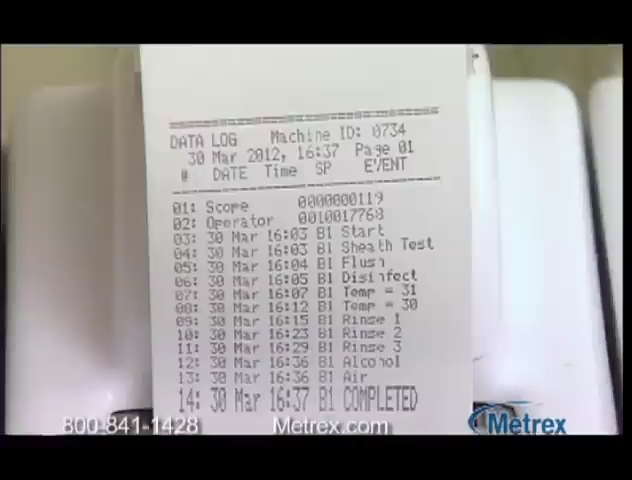 DATA LOG Machine ID: 0734
30 Mar 2012, 16:37 Page 01
# DATE Time SP E'/ENT
01: Scope 0000000119
02: Operator 0010017768
03: 30 Mar 16:03 B1 Start
04: 30 Mar 16:03 B1 Sheath Test
05: 30 Mar 16:04 B1 Flush
06: 30 Mar 16:05 B1 Disinfect
07: 30 Mar 16:07 B1 Temp = 31
08: 30 Mar 16:12 B1 Temp = 30
09: 30 Mar 16:15 B1 Rinse 1
10: 30 Mar 16:23 B1 Rinse 2
11: 30 Mar 16:29 B1 Rinse 3
12: 30 Mar 16:36 B1 Alcohol
13: 30 Mar 16:36 B1 Air
14: 30 Mar 16:37 B1 COMPLETED
800-841-1428 Metrex.com Metrex